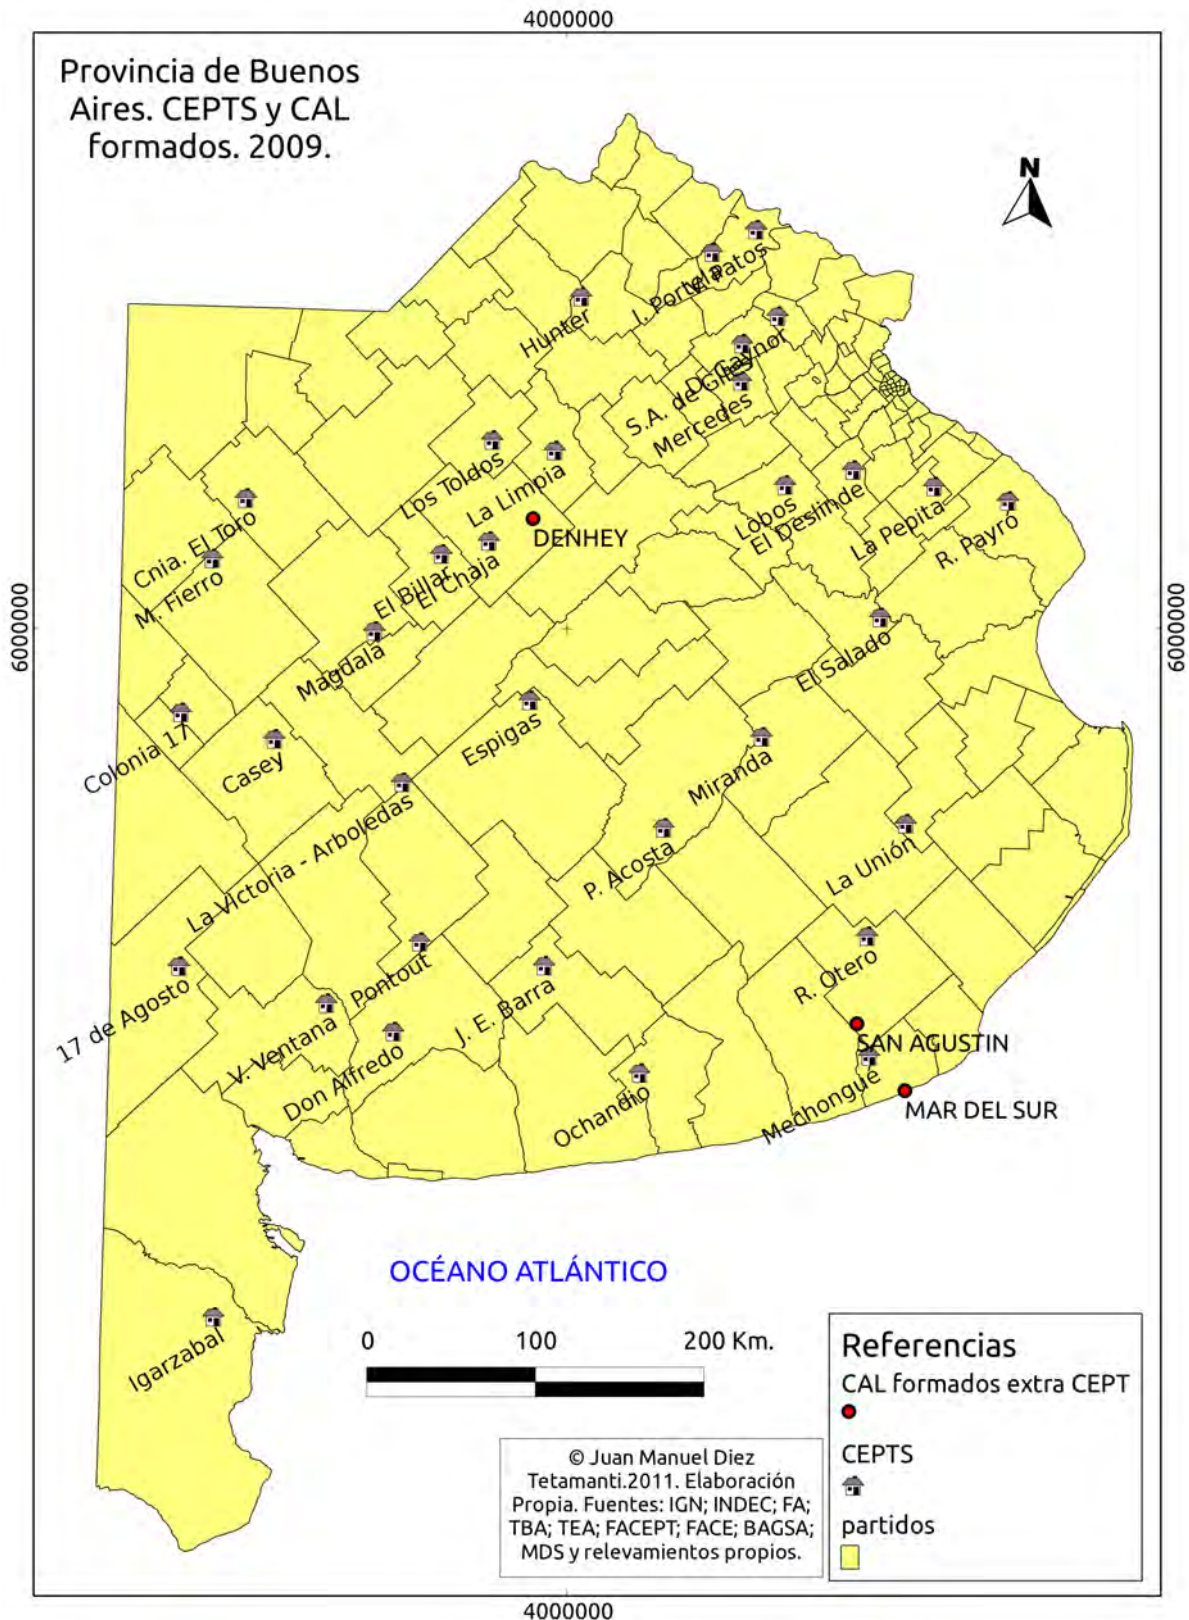 4000000
Provincia de Buenos
Aires. CEPTS y CAL
formados. 2009.
N
I. Portela
V. Patos
Hunter
D. Gaynor
S.A. de Giles
Mercedes
Los Toldos
La Limpia
Lobos
El Deslinde
La Pepita
R. Payró
DENHEY
Cnia. El Toro
M. Fierro
El Billar
El Chaja
6000000
6000000
Magdala
El Salado
Colonia 17
Casey
Espigas
Miranda
La Victoria - Arboledas
P. Acosta
La Unión
17 de Agosto
Pontout
J. E. Barra
R. Otero
V. Ventana
Don Alfredo
SAN AGUSTIN
Ochandio
Mechongué
MAR DEL SUR
OCÉANO ATLÁNTICO
Igarzabal
0 100 200 Km.
Referencias
CAL formados extra CEPT
CEPTS
partidos
© Juan Manuel Diez
Tetamanti.2011. Elaboración
Propia. Fuentes: IGN; INDEC; FA;
TBA; TEA; FACEPT; FACE; BAGSA;
MDS y relevamientos propios.
4000000